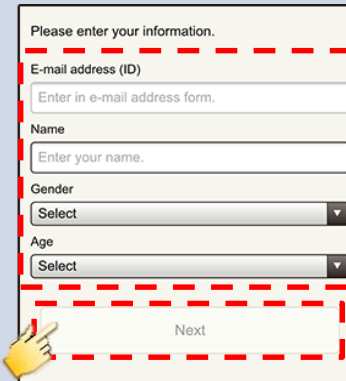 Please enter your information.
E-mail address (ID)
Enter in e-mail address form.
Name
Enter your name.
Gender
Select
Age
Select
Next